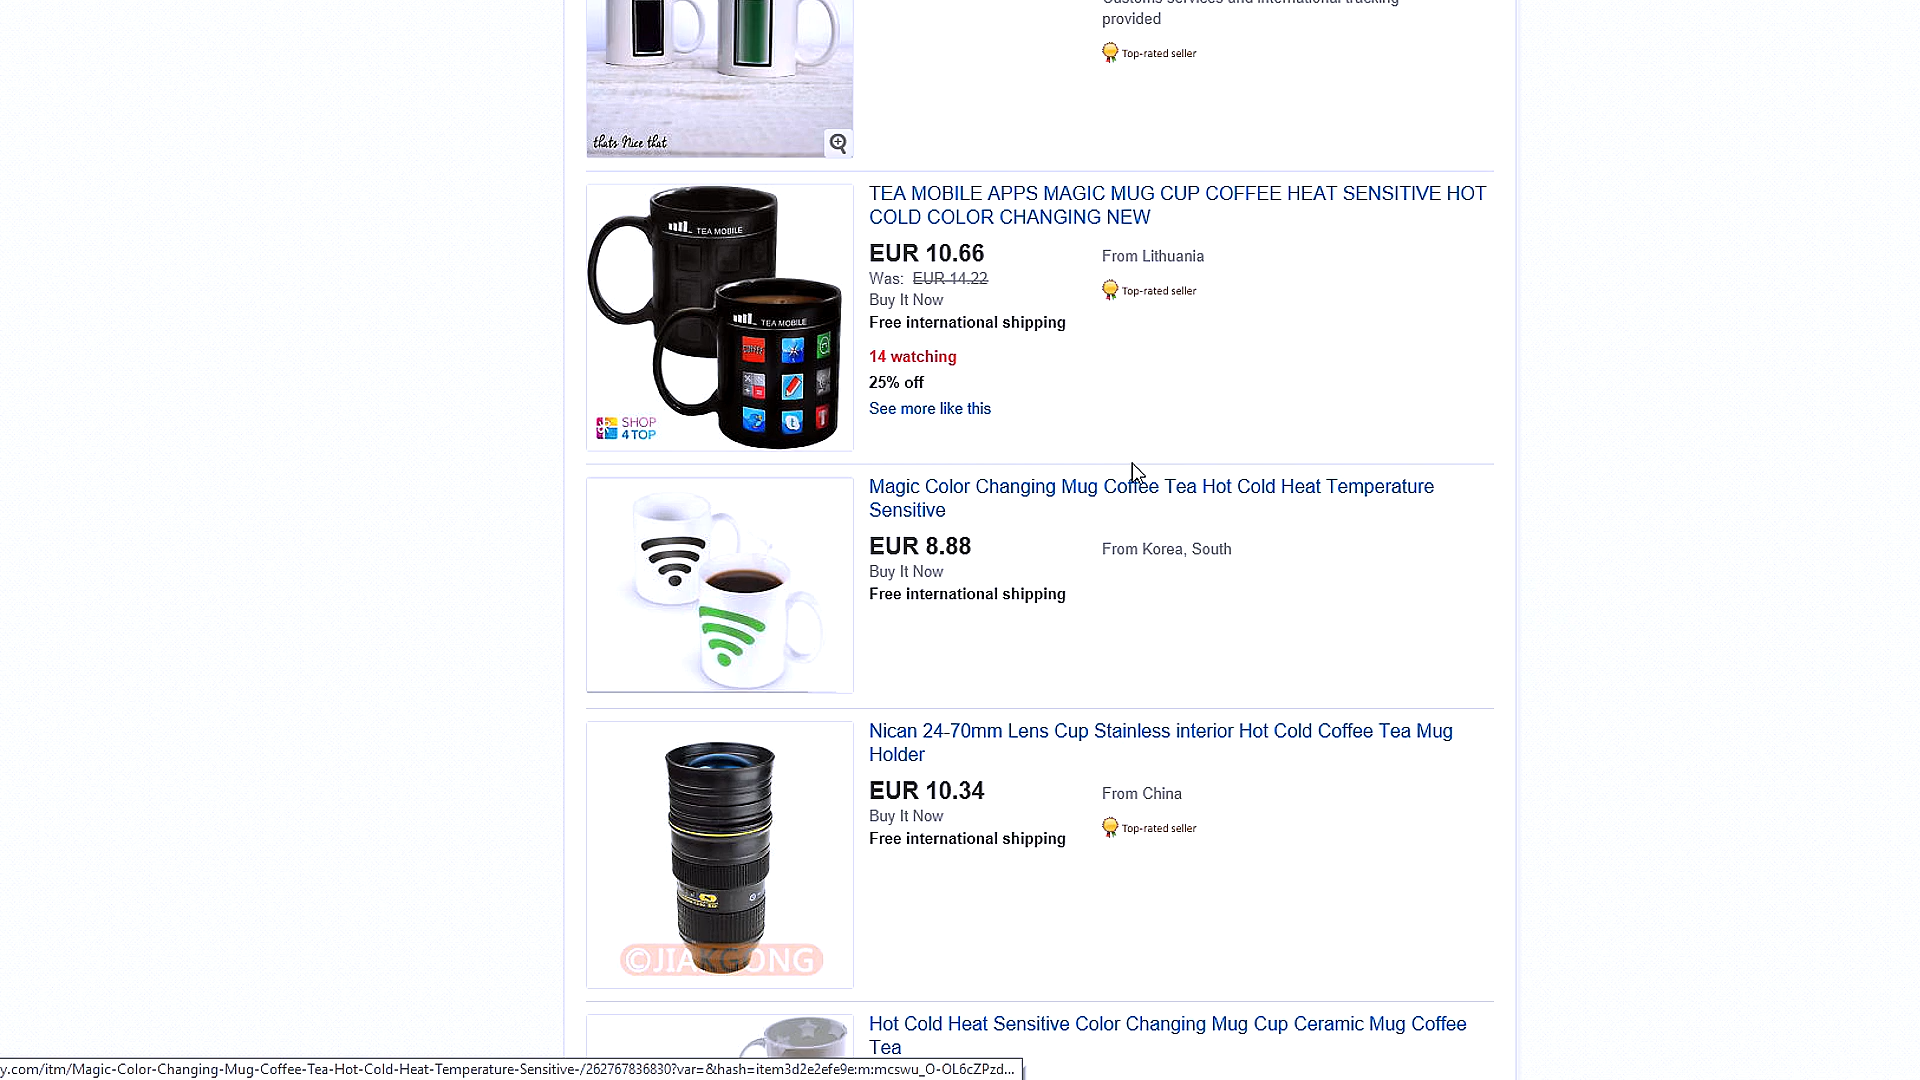 provided
Top-rated seller
thats Nice that
TEA MOBILE APPS MAGIC MUG CUP COFFEE HEAT SENSITIVE HOT
COLD COLOR CHANGING NEW
EUR 10.66
From Lithuania
Was: EUR 14.22
Top-rated seller
Buy It Now
Free international shipping
14 watching
25% off
See more like this
TEA MOBILE
TEA MOBILE
SHOP
4 TOP
Magic Color Changing Mug Coffee Tea Hot Cold Heat Temperature
Sensitive
EUR 8.88
From Korea, South
Buy It Now
Free international shipping
Nican 24-70mm Lens Cup Stainless interior Hot Cold Coffee Tea Mug
Holder
EUR 10.34
From China
Buy It Now
Top-rated seller
Free international shipping
©JIAKGONG
Hot Cold Heat Sensitive Color Changing Mug Cup Ceramic Mug Coffee
Tea
y.com/itm/Magic-Color-Changing-Mug-Coffee-Tea-Hot-Cold-Heat-Temperature-Sensitive-/262767836830?var=&hash=item3d2e2efe9e:m:mcswu_O-OL6cZPzd...